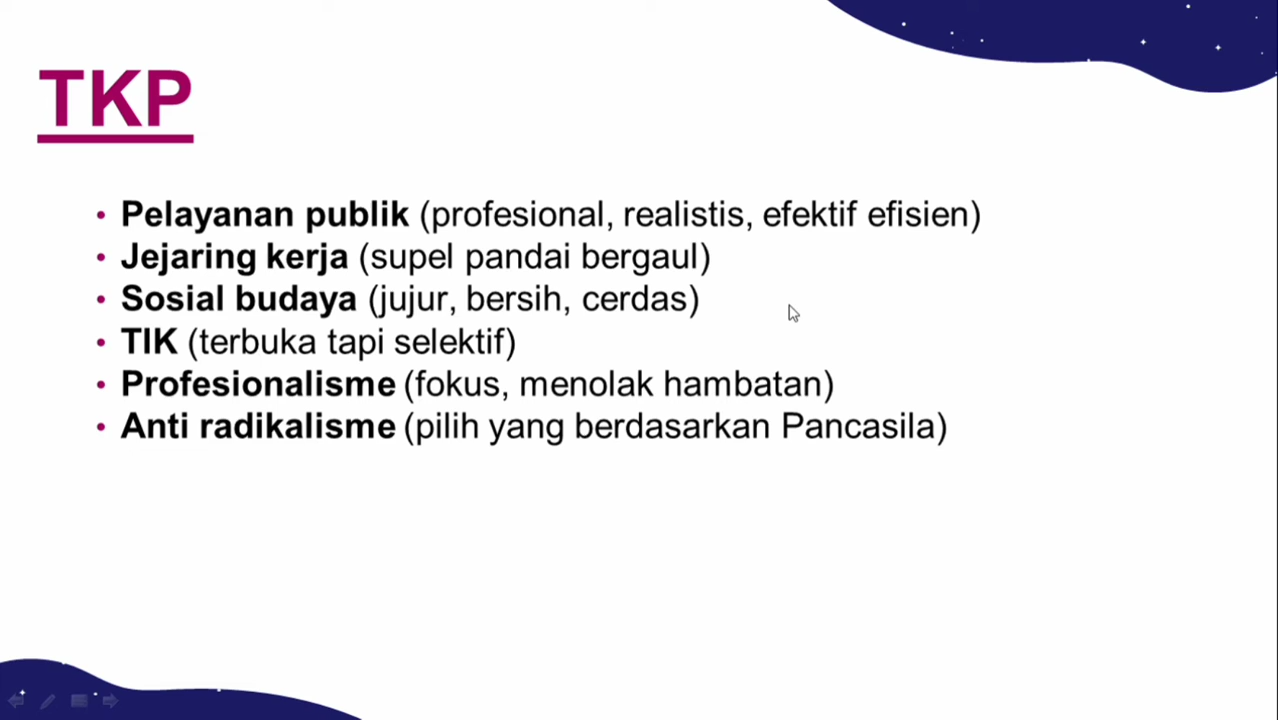 TKP
• Pelayanan publik (profesional, realistis, efektif efisien)
• Jejaring kerja (supel pandai bergaul)
• Sosial budaya (jujur, bersih, cerdas)
• TIK (terbuka tapi selektif)
• Profesionalisme (fokus, menolak hambatan)
• Anti radikalisme (pilih yang berdasarkan Pancasila)